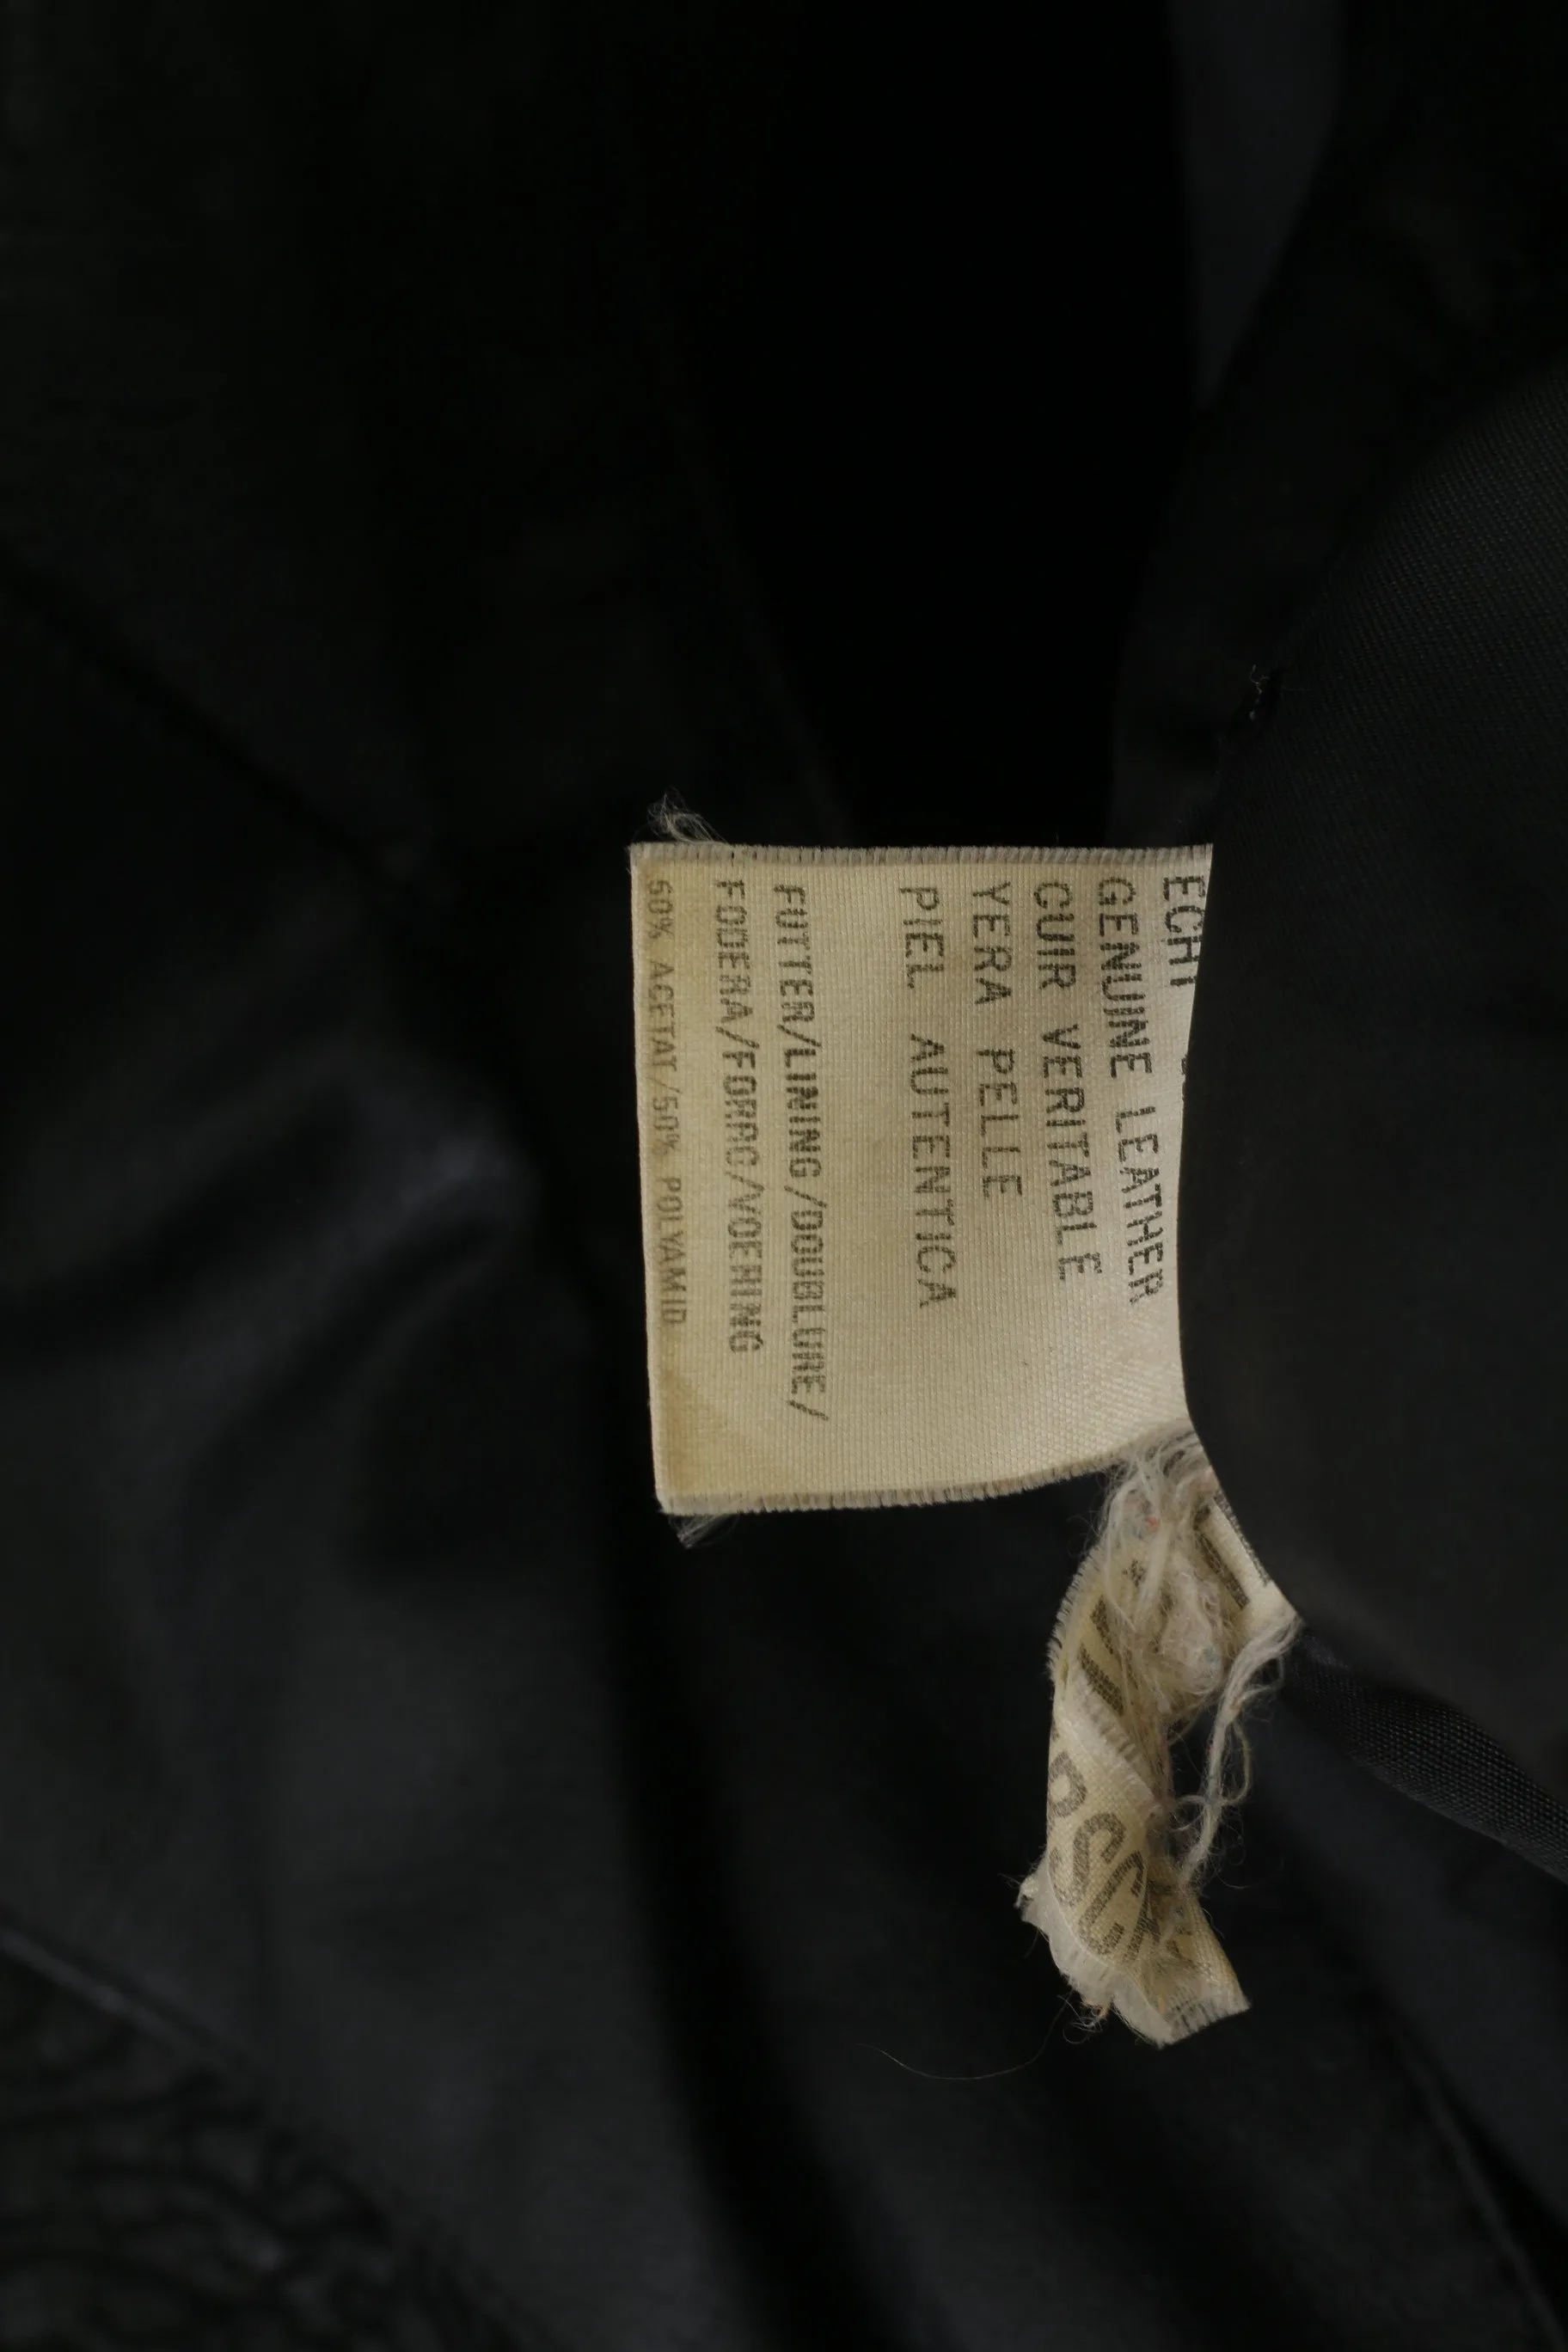 ECHT
GENUINE LEATHER
CUIR VERITABLE
VERA PELLE
PIEL AUTENTICA
FUTTER/LINING/DOUBLURE/
FODERA/FORRO/VOERING
50% ACETAT/50% POLYAMID